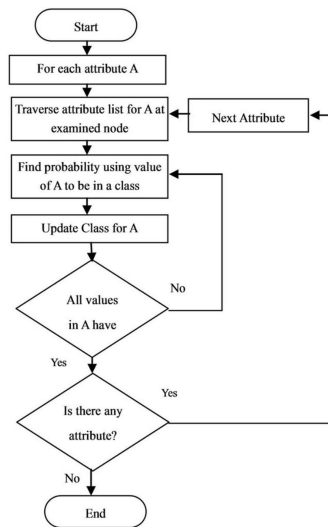 Start
For each attribute A
Traverse attribute list for A at
examined node
Next Attribute
Find probability using value
of A to be in a class
Update Class for A
All values
in A have
No
Yes
Is there any
attribute?
Yes
No
End